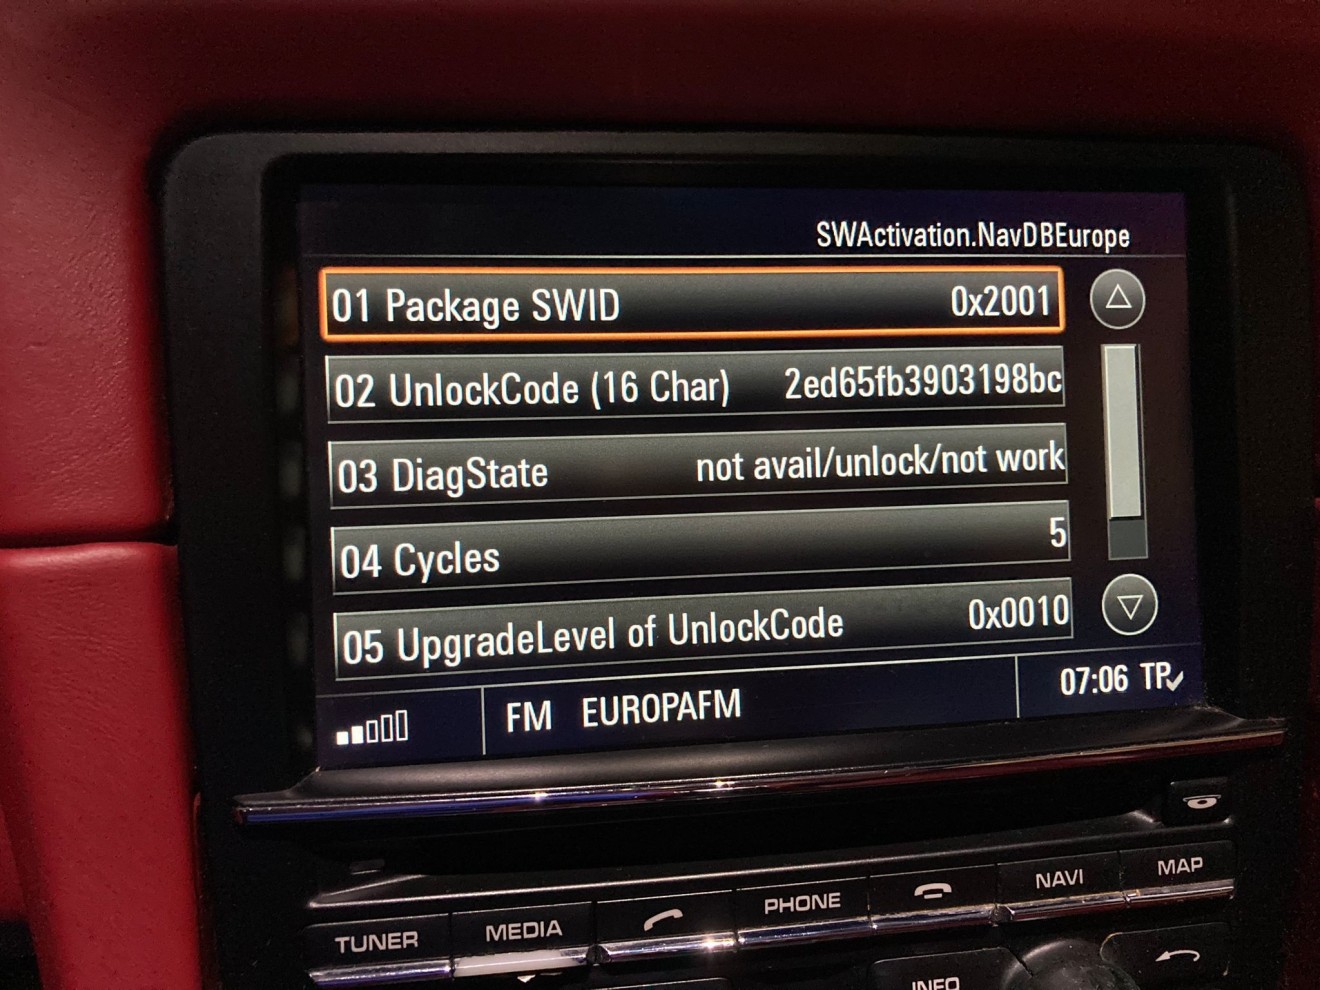 SWActivation.NavDBEurope
01 Package SWID 0x2001
02 UnlockCode (16 Char) 2ed65fb3903198bc
03 DiagState not avail/unlock/not work
04 Cycles 5
05 UpgradeLevel of UnlockCode 0x0010
FM EUROPAFM 07:06 TP
TUNER MEDIA PHONE NAVI MAP
INFO